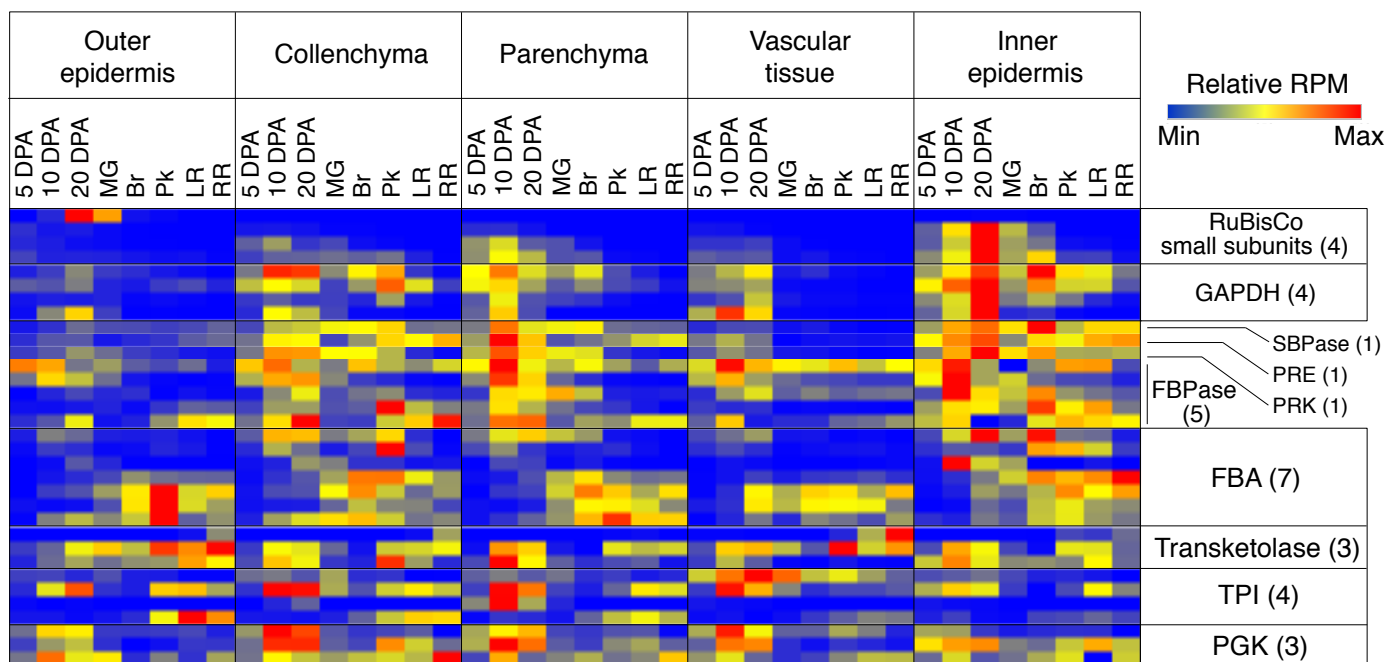 Outer
epidermis
Collenchyma
Parenchyma
Vascular
tissue
Inner
epidermis
Relative RPM
Min
Max
5 DPA
10 DPA
20 DPA
MG
Br
Pk
LR
RR
5 DPA
10 DPA
20 DPA
MG
Br
Pk
LR
RR
5 DPA
10 DPA
20 DPA
MG
Br
Pk
LR
RR
5 DPA
10 DPA
20 DPA
MG
Br
Pk
LR
RR
5 DPA
10 DPA
20 DPA
MG
Br
Pk
LR
RR
RuBisCo
small subunits (4)
GAPDH (4)
SBPase (1)
PRE (1)
PRK (1)
FBPase
(5)
FBA (7)
Transketolase (3)
TPI (4)
PGK (3)